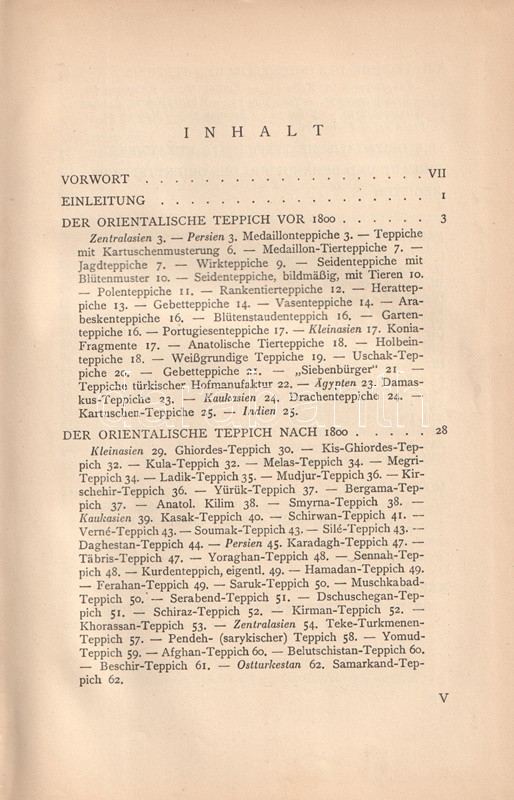 INHALT
VORWORT . . . . . . . . . . . . . . . . . . . . . VII
EINLEITUNG . . . . . . . . . . . . . . . . . . . . 1
DER ORIENTALISCHE TEPPICH VOR 1800 . . . . . . 3
Zentralasien 3. — Persien 3. Medaillonteppiche 3. — Teppiche
mit Kartuschenmusterung 6. — Medaillon-Tierteppiche 7. —
Jagdteppiche 7. — Wirkteppiche 9. — Seidenteppiche mit
Blütenmuster 10. — Seidenteppiche, bildmäßig, mit Tieren 10.
— Polenteppiche 11. — Rankentierteppiche 12. — Heratteppiche
piche 13. — Gebetteppiche 14. — Vasenteppiche 14. — Ara-
beskenteppiche 16. — Blütenstaudenteppich 16. — Garten-
teppiche 16. — Portugiesenteppiche 17. — Kleinasien 17. Konia-
Fragmente 17. — Anatolische Tierteppiche 18. — Holbein-
teppiche 18. — Weißgrundige Teppiche 19. — Uschak-Tep-
piche 20. — Gebetteppiche 21. — „Siebenbürger" 21 —
Teppiche türkischer Hofmanufaktur 22. — Ägypten 23. Damas-
kus-Teppiche 23. — Kaukasien 24. Drachenteppiche 24. —
Kartuschen-Teppiche 25. — Indien 25.
DER ORIENTALISCHE TEPPICH NACH 1800 . . . . . 28
Kleinasien 29. Ghiordes-Teppich 30. — Kis-Ghiordes-Tep-
pich 32. — Kula-Teppich 32. — Melas-Teppich 34. — Megri-
Teppich 34. — Ladik-Teppich 35. — Mudjur-Teppich 36. — Kir-
schehir-Teppich 36. — Yürük-Teppich 37. — Bergama-Tep-
pich 37. — Anatol. Kilim 38. — Smyrna-Teppich 38. —
Kaukasien 39. Kasak-Teppich 40. — Schirwan-Teppich 41. —
Verné-Teppich 43. — Soumak-Teppich 43. — Silé-Teppich 43. —
Daghestan-Teppich 44. — Persien 45. Karadagh-Teppich 47. —
Täbris-Teppich 47. — Yoraghan-Teppich 48. — Sennah-Tep-
pich 48. — Kurdenteppich, eigentl. 49. — Hamadan-Teppich 49.
— Ferahan-Teppich 49. — Saruk-Teppich 50. — Muschkabad-
Teppich 50. — Serabend-Teppich 51. — Dschuschegan-Tep-
pich 51. — Schiraz-Teppich 52. — Kirman-Teppich 52. —
Khorassan-Teppich 53. — Zentralasien 54. Teke-Turkmenen-
Teppich 57. — Pendeh- (sarykischer) Teppich 58. — Yomud-
Teppich 59. — Afghan-Teppich 60. — Belutschistan-Teppich 60.
— Beschir-Teppich 61. — Ostturkestan 62. Samarkand-Tep-
pich 62.
V